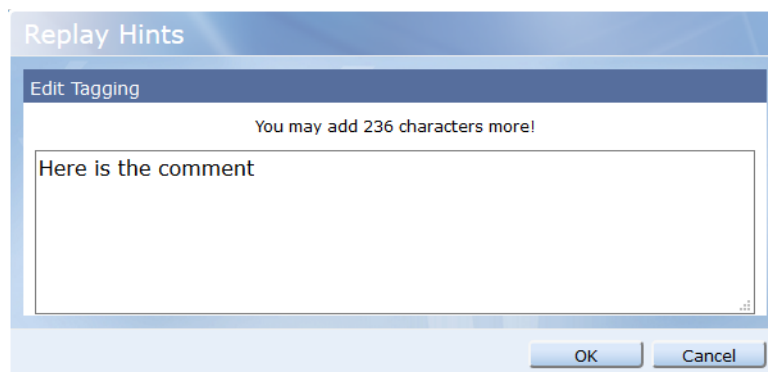 Replay Hints
Edit Tagging
You may add 236 characters more!
Here is the comment
OK Cancel